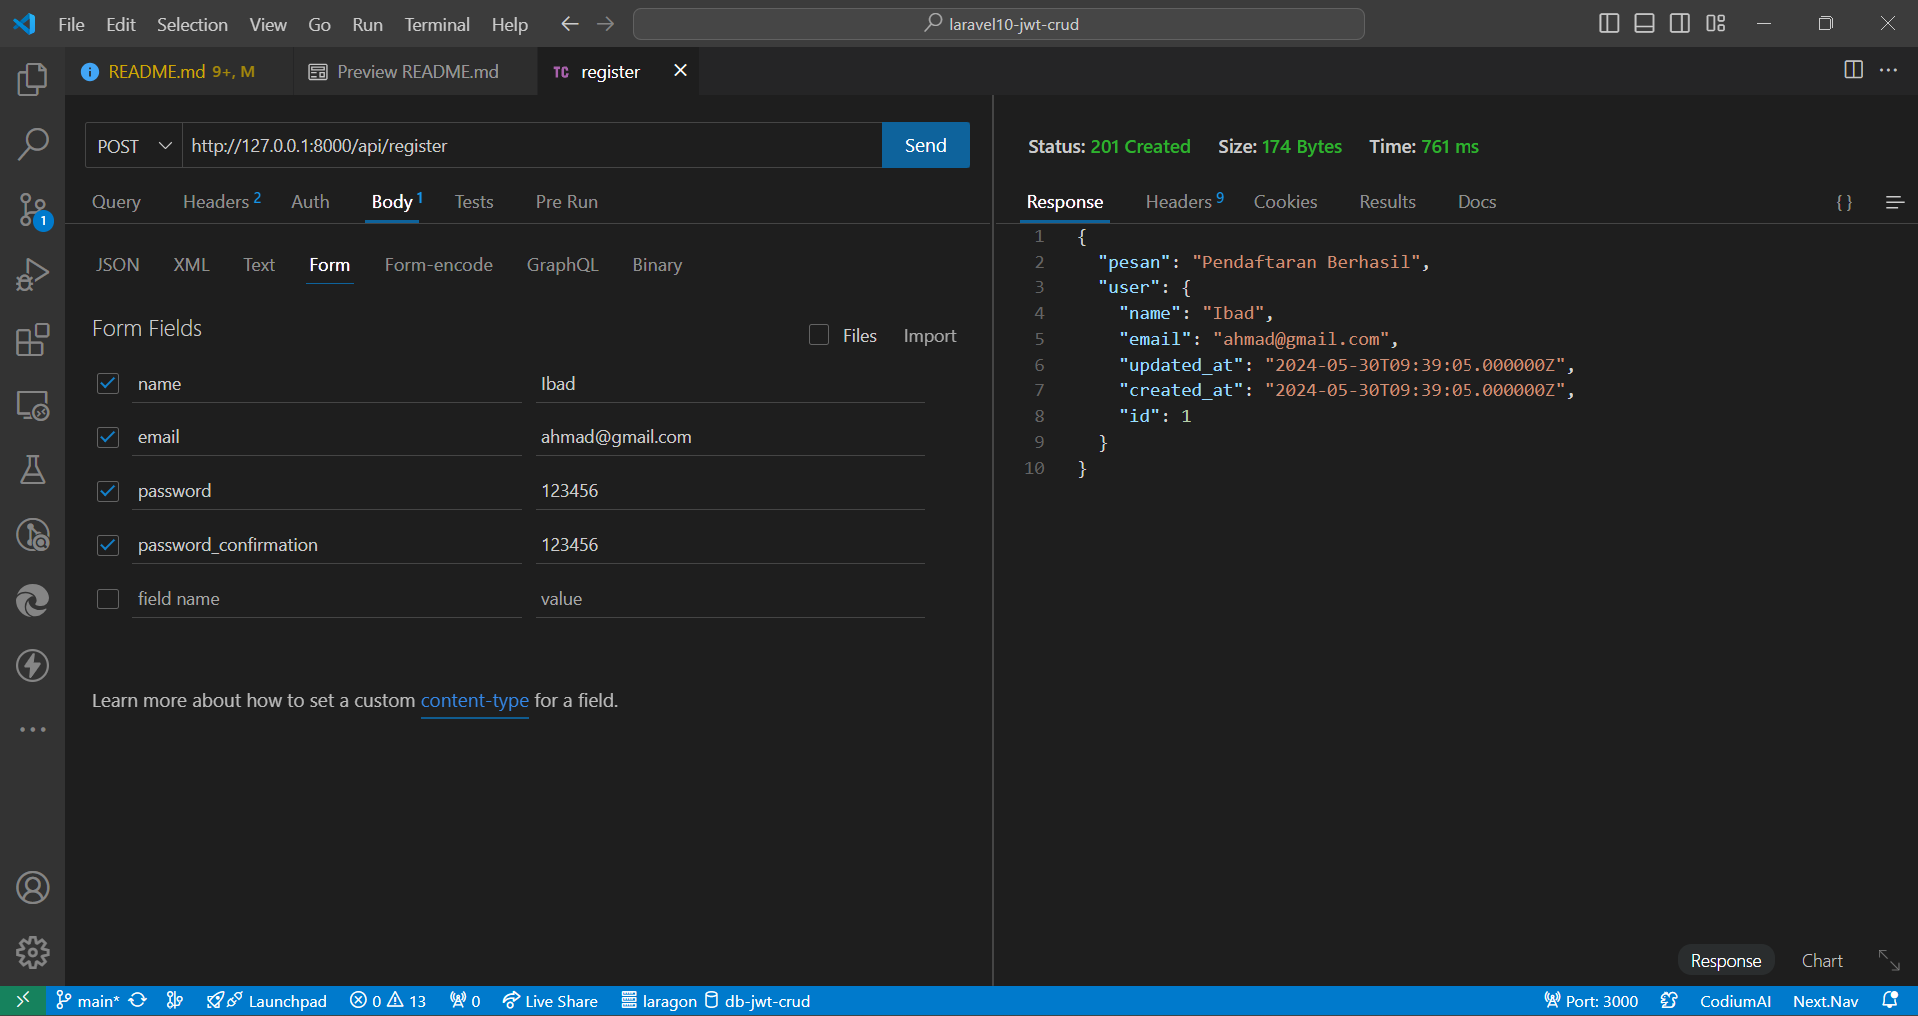 File Edit Selection View Go Run Terminal Help laravel10-jwt-crud
README.md 9+, M Preview README.md TC register
POST http://127.0.0.1:8000/api/register Send
Query Headers 2 Auth Body 1 Tests Pre Run
JSON XML Text Form Form-encode GraphQL Binary
Form Fields
Files Import
name Ibad
email ahmad@gmail.com
password 123456
password_confirmation 123456
field name value
Learn more about how to set a custom content-type for a field.
Status: 201 Created Size: 174 Bytes Time: 761 ms
Response Headers 9 Cookies Results Docs {}
1 {
2 "pesan": "Pendaftaran Berhasil",
3 "user": {
4 "name": "Ibad",
5 "email": "ahmad@gmail.com",
6 "updated_at": "2024-05-30T09:39:05.000000Z",
7 "created_at": "2024-05-30T09:39:05.000000Z",
8 "id": 1
9 }
10 }
Response Chart
1
main* Launchpad 0 13 0 Live Share laragon db-jwt-crud Port: 3000 CodiumAI Next.Nav